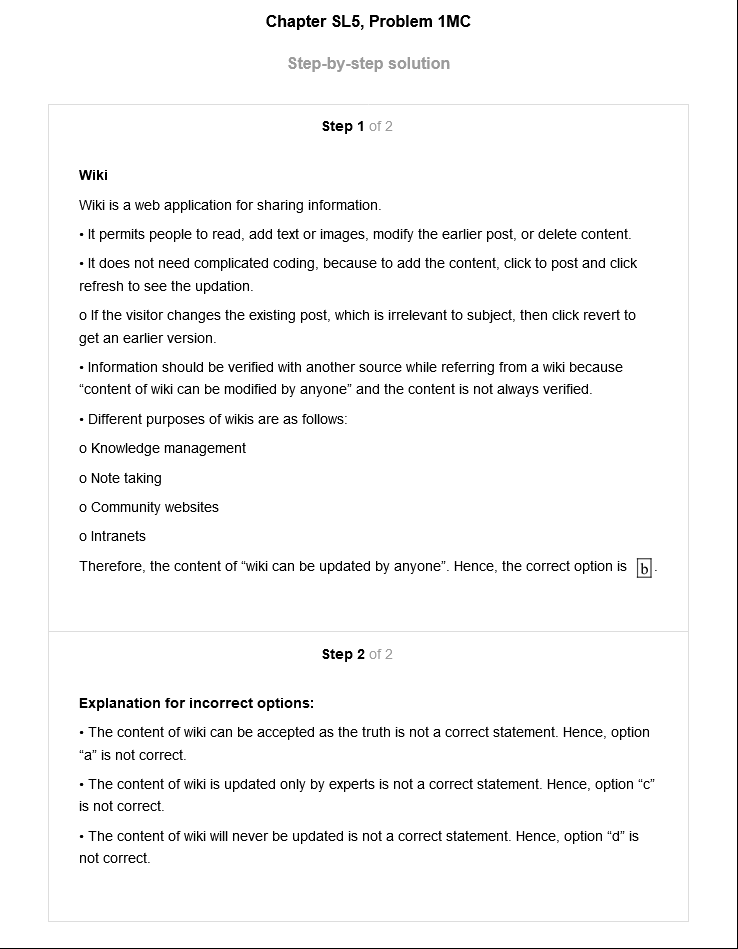 Chapter SL5, Problem 1MC
Step-by-step solution
Step 1 of 2
Wiki
Wiki is a web application for sharing information.
• It permits people to read, add text or images, modify the earlier post, or delete content.
• It does not need complicated coding, because to add the content, click to post and click
refresh to see the updation.
o If the visitor changes the existing post, which is irrelevant to subject, then click revert to
get an earlier version.
• Information should be verified with another source while referring from a wiki because
“content of wiki can be modified by anyone” and the content is not always verified.
• Different purposes of wikis are as follows:
o Knowledge management
o Note taking
o Community websites
o Intranets
Therefore, the content of “wiki can be updated by anyone”. Hence, the correct option is b.
Step 2 of 2
Explanation for incorrect options:
• The content of wiki can be accepted as the truth is not a correct statement. Hence, option
“a” is not correct.
• The content of wiki is updated only by experts is not a correct statement. Hence, option “c”
is not correct.
• The content of wiki will never be updated is not a correct statement. Hence, option “d” is
not correct.